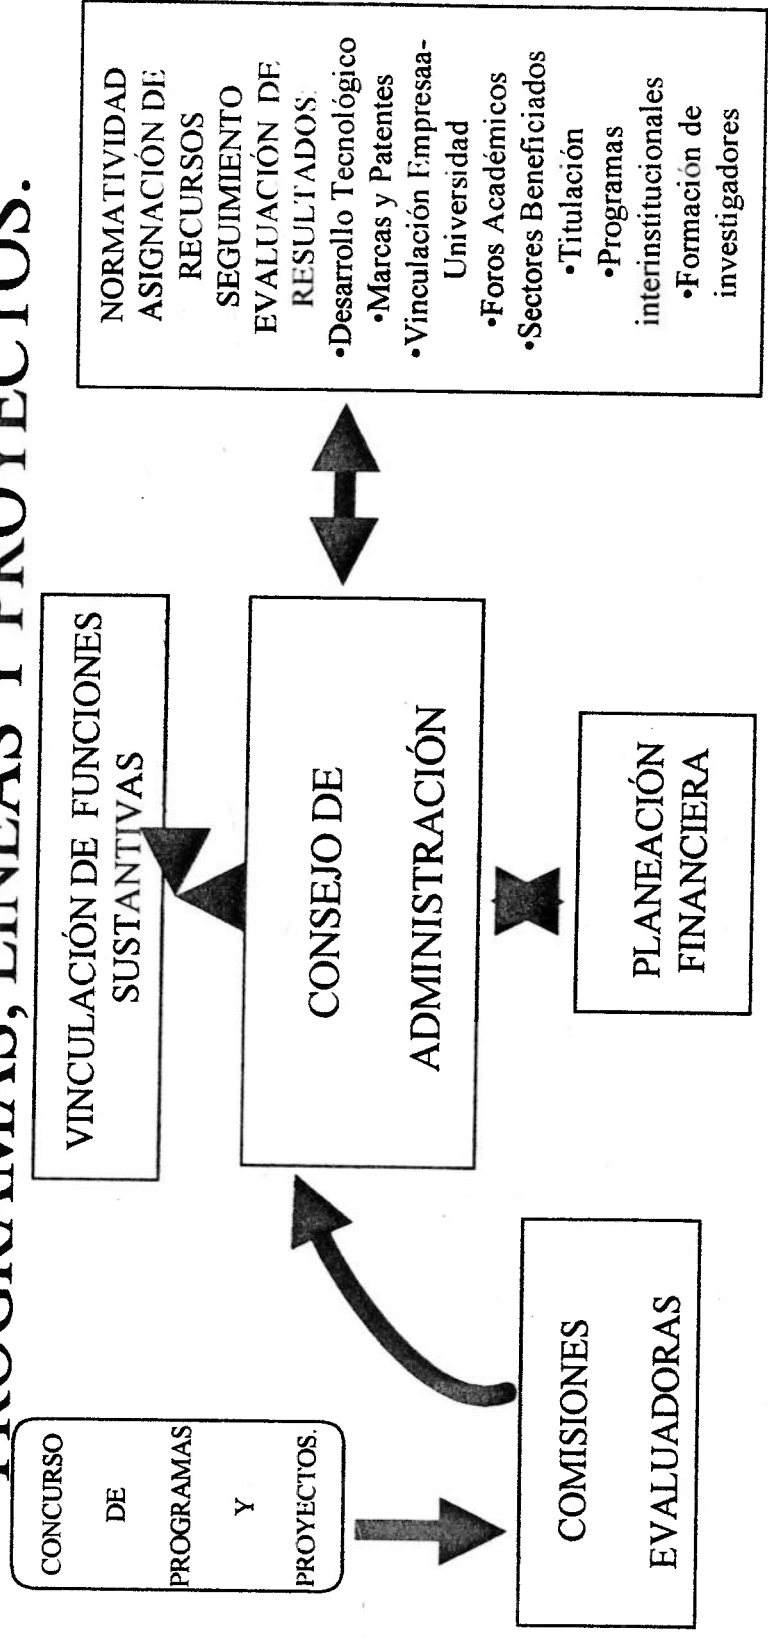 PROGRAMAS, LINEAS Y PROYECTOS.
CONCURSO
DE
PROGRAMAS
Y
PROYECTOS.
COMISIONES
EVALUADORAS
VINCULACIÓN DE FUNCIONES
SUSTANTIVAS
CONSEJO DE
ADMINISTRACIÓN
PLANEACIÓN
FINANCIERA
NORMATIVIDAD
ASIGNACIÓN DE
RECURSOS
SEGUIMIENTO
EVALUACIÓN DE
RESULTADOS:
•Desarrollo Tecnológico
•Marcas y Patentes
•Vinculación Empresaa-
Universidad
•Foros Académicos
•Sectores Beneficiados
•Titulación
•Programas
interinstitucionales
•Formación de
investigadores